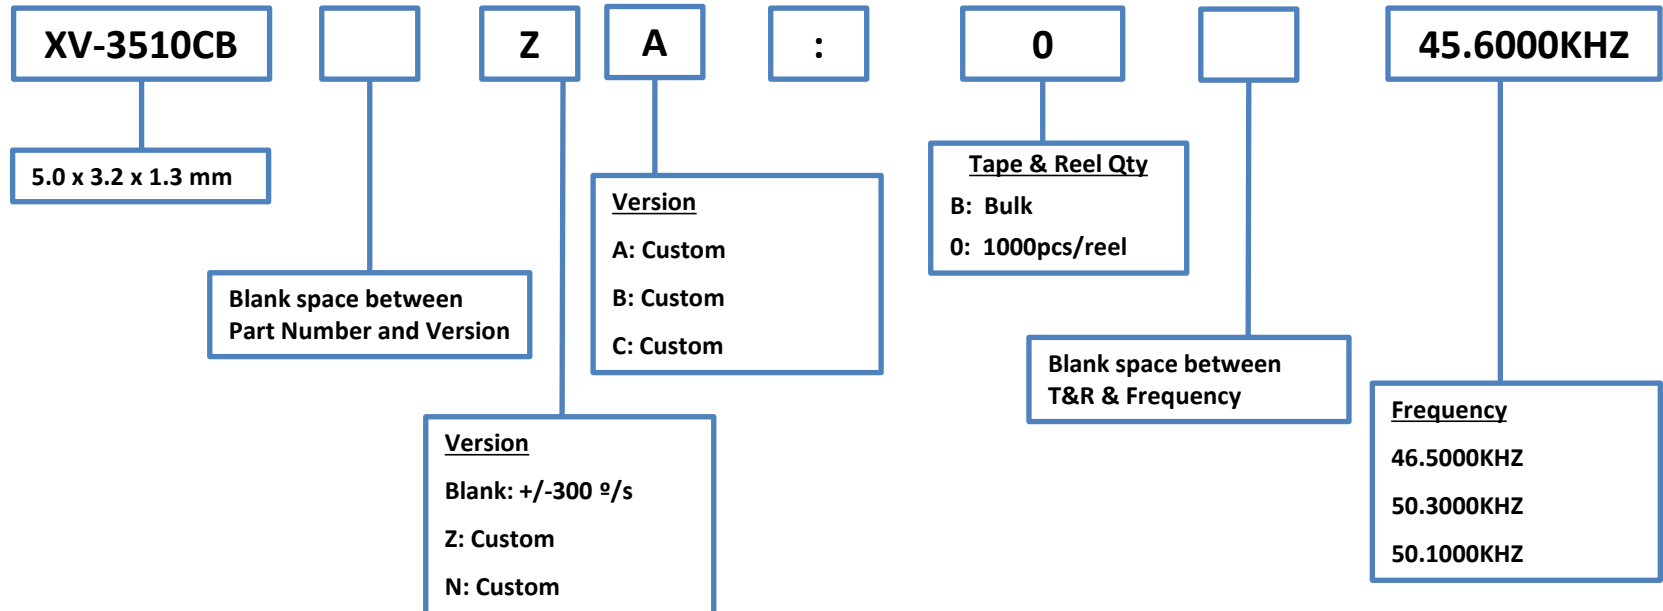 XV-3510CB Z A : 0 45.6000KHZ
5.0 x 3.2 x 1.3 mm
Blank space between
Part Number and Version
Version
Blank: +/-300 º/s
Z: Custom
N: Custom
Version
A: Custom
B: Custom
C: Custom
Tape & Reel Qty
B: Bulk
0: 1000pcs/reel
Blank space between
T&R & Frequency
Frequency
46.5000KHZ
50.3000KHZ
50.1000KHZ